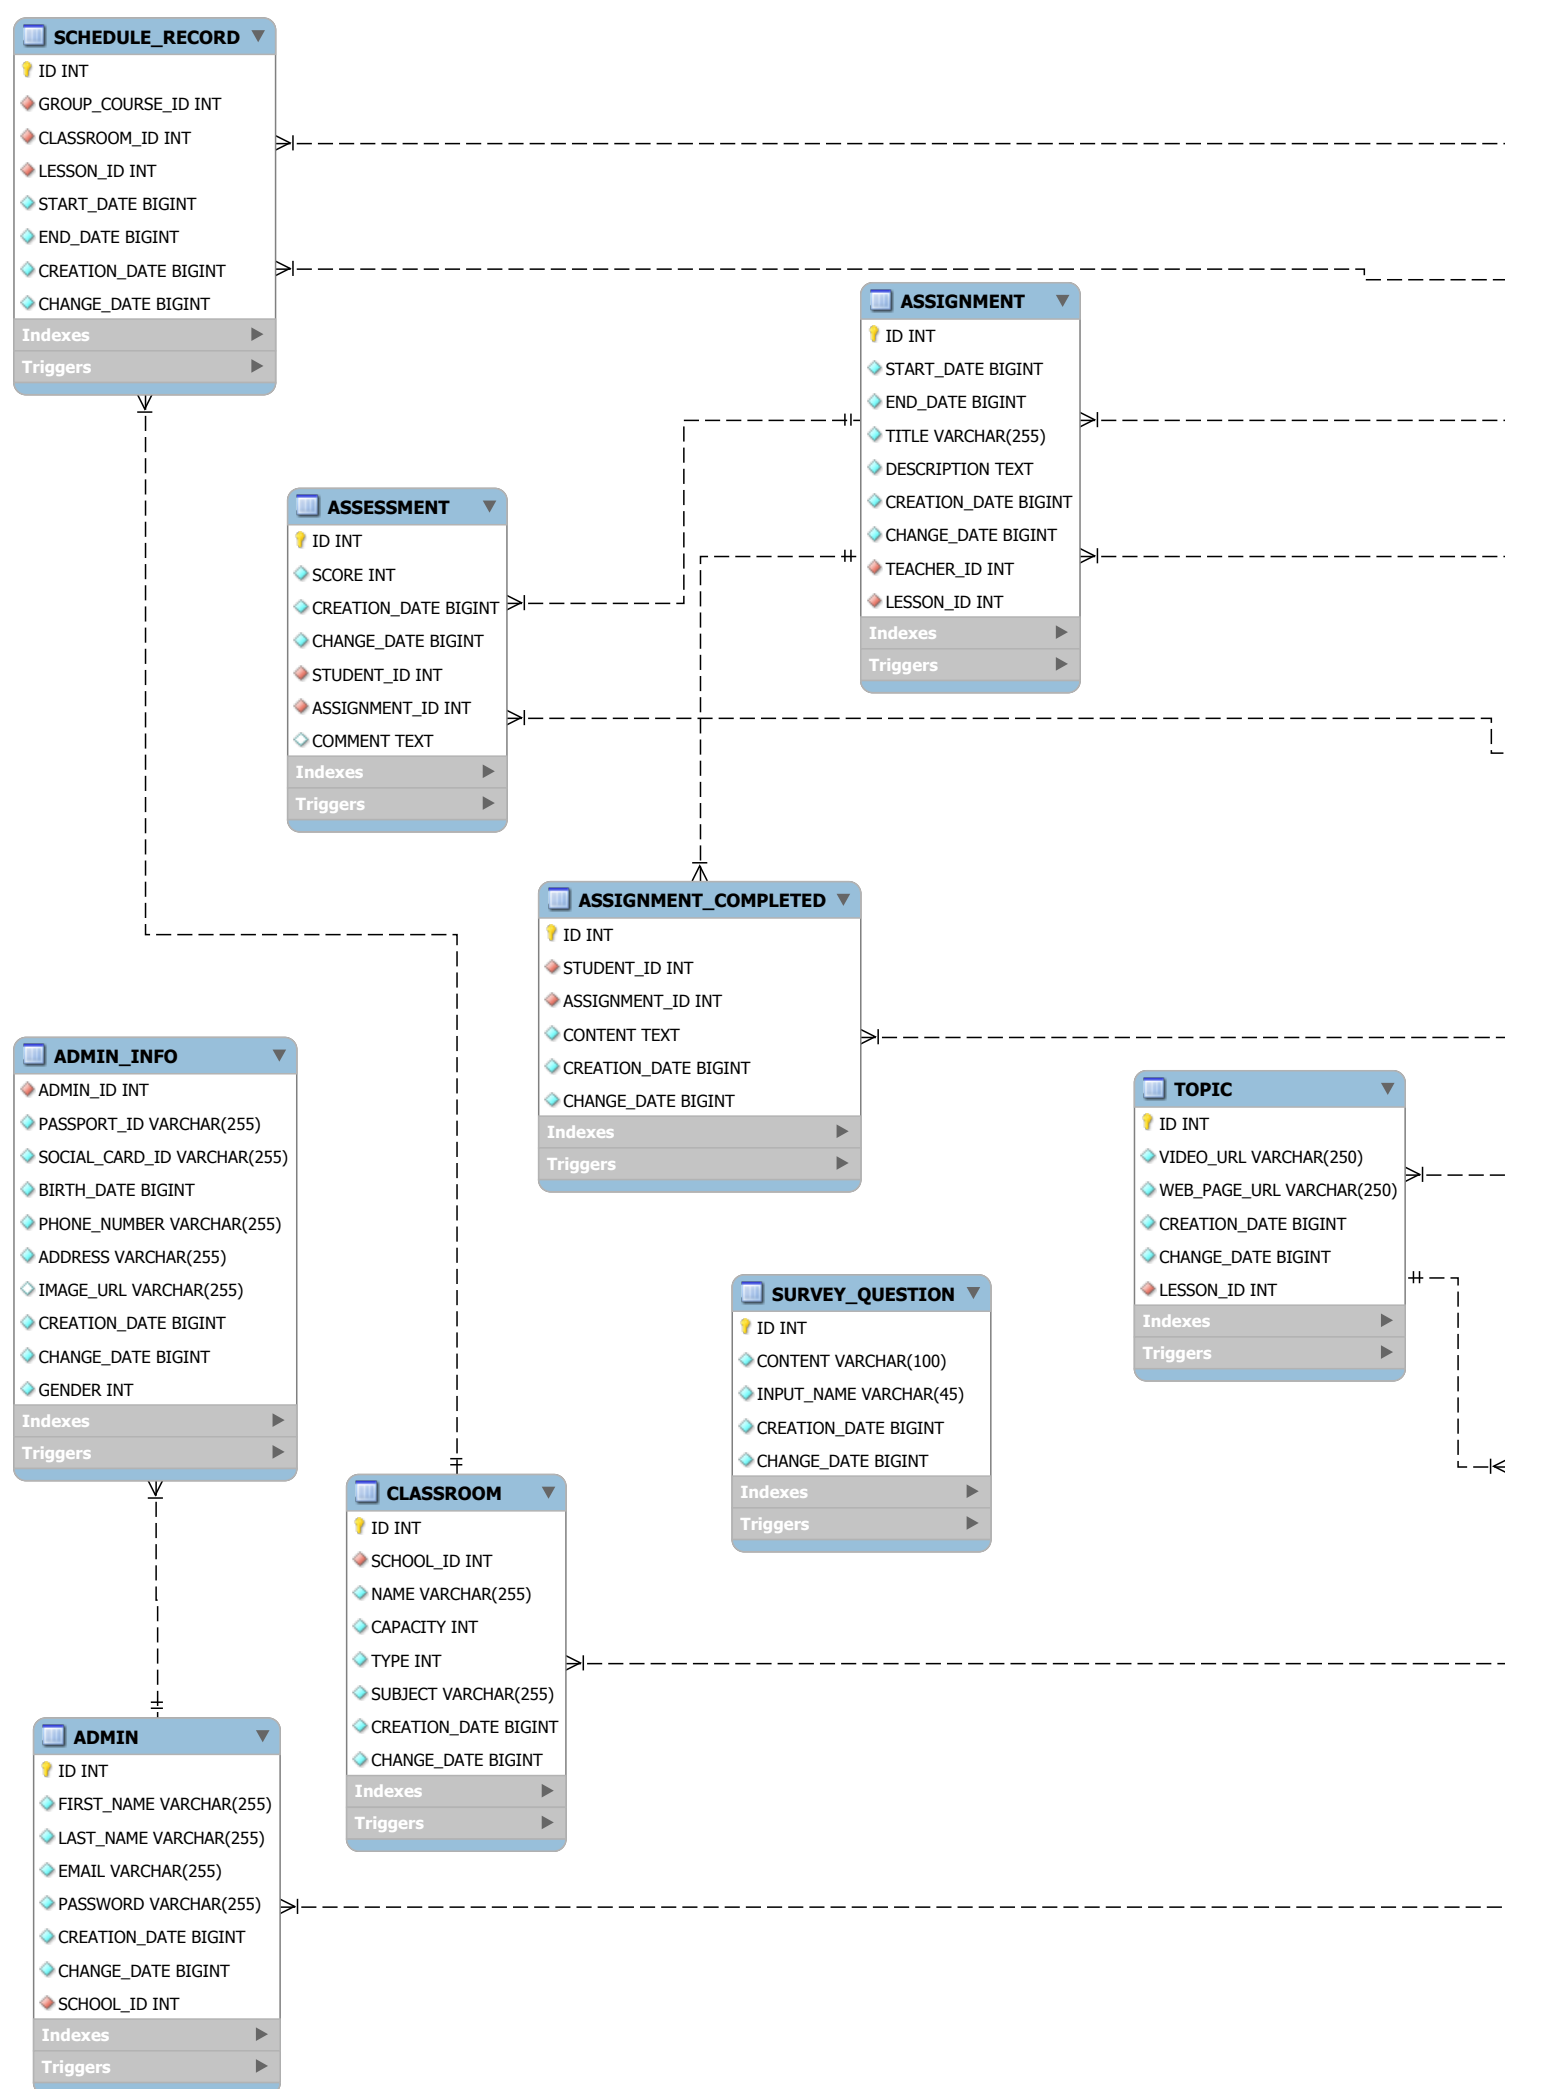 SCHEDULE_RECORD
ID INT
GROUP_COURSE_ID INT
CLASSROOM_ID INT
LESSON_ID INT
START_DATE BIGINT
END_DATE BIGINT
CREATION_DATE BIGINT
CHANGE_DATE BIGINT
Indexes
Triggers
ASSIGNMENT
ID INT
START_DATE BIGINT
END_DATE BIGINT
TITLE VARCHAR(255)
DESCRIPTION TEXT
CREATION_DATE BIGINT
CHANGE_DATE BIGINT
TEACHER_ID INT
LESSON_ID INT
Indexes
Triggers
ASSESSMENT
ID INT
SCORE INT
CREATION_DATE BIGINT
CHANGE_DATE BIGINT
STUDENT_ID INT
ASSIGNMENT_ID INT
COMMENT TEXT
Indexes
Triggers
ASSIGNMENT_COMPLETED
ID INT
STUDENT_ID INT
ASSIGNMENT_ID INT
CONTENT TEXT
CREATION_DATE BIGINT
CHANGE_DATE BIGINT
Indexes
Triggers
ADMIN_INFO
ADMIN_ID INT
PASSPORT_ID VARCHAR(255)
SOCIAL_CARD_ID VARCHAR(255)
BIRTH_DATE BIGINT
PHONE_NUMBER VARCHAR(255)
ADDRESS VARCHAR(255)
IMAGE_URL VARCHAR(255)
CREATION_DATE BIGINT
CHANGE_DATE BIGINT
GENDER INT
Indexes
Triggers
TOPIC
ID INT
VIDEO_URL VARCHAR(250)
WEB_PAGE_URL VARCHAR(250)
CREATION_DATE BIGINT
CHANGE_DATE BIGINT
LESSON_ID INT
Indexes
Triggers
SURVEY_QUESTION
ID INT
CONTENT VARCHAR(100)
INPUT_NAME VARCHAR(45)
CREATION_DATE BIGINT
CHANGE_DATE BIGINT
Indexes
Triggers
CLASSROOM
ID INT
SCHOOL_ID INT
NAME VARCHAR(255)
CAPACITY INT
TYPE INT
SUBJECT VARCHAR(255)
CREATION_DATE BIGINT
CHANGE_DATE BIGINT
Indexes
Triggers
ADMIN
ID INT
FIRST_NAME VARCHAR(255)
LAST_NAME VARCHAR(255)
EMAIL VARCHAR(255)
PASSWORD VARCHAR(255)
CREATION_DATE BIGINT
CHANGE_DATE BIGINT
SCHOOL_ID INT
Indexes
Triggers